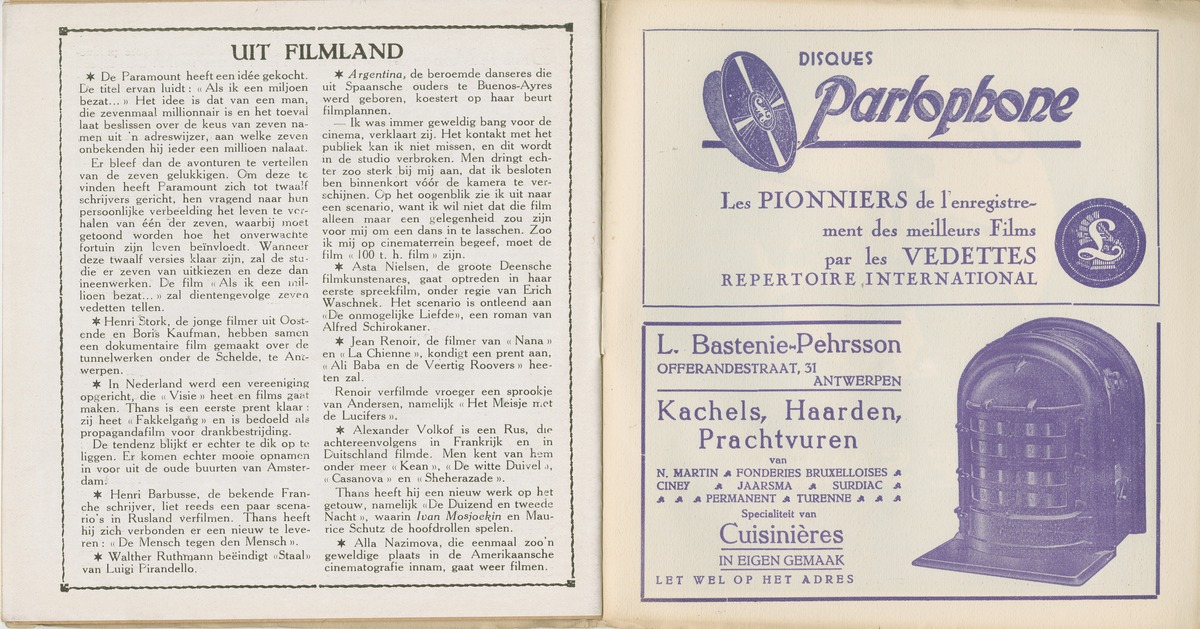 UIT FILMLAND
✶ De Paramount heeft een idée gekocht.
De titel ervan luidt : « Als ik een miljoen
bezat... » Het idee is dat van een man,
die zevenmaal millionnair is en het toeval
laat beslissen over de keus van zeven na-
men uit 'n adreswijzer, aan welke zeven
onbekenden hij ieder een millioen nalaat.
Er bleef dan de avonturen te vertellen
van de zeven gelukkigen. Om deze te
vinden heeft Paramount zich tot twaalf
schrijvers gericht, hen vragend naar hun
persoonlijke verbeelding het leven te ver-
halen van één der zeven, waarbij moet
getoond worden hoe het onverwachte
fortuin zijn leven beïnvloedt. Wanneer
deze twaalf versies klaar zijn, zal de stu-
die er zeven van uitkiezen en deze dan
ineenwerken. De film « Als ik een mil-
lioen bezat... » zal dientengevolge zeven
vedetten tellen.
✶ Henri Stork, de jonge filmer uit Oost-
ende en Boris Kaufman, hebben samen
een dokumentaire film gemaakt over de
tunnelwerken onder de Schelde, te Ant-
werpen.
✶ In Nederland werd een vereeniging
opgericht, die « Visie » heet en films gaat
maken. Thans is een eerste prent klaar :
zij heet « Fakkelgang » en is bedoeld als
propagandafilm voor drankbestrijding.
De tendenz blijkt er echter te dik op te
liggen. Er komen echter mooie opnamen
in voor uit de oude buurten van Amster-
dam.
✶ Henri Barbusse, de bekende Fran-
che schrijver, liet reeds een paar scena-
rio's in Rusland verfilmen. Thans heeft
hij zich verbonden er een nieuw te leve-
ren : « De Mensch tegen den Mensch ».
✶ Walther Ruthmann beëindigt «Staal»
van Luigi Pirandello.
✶ Argentina, de beroemde danseres die
uit Spaansche ouders te Buenos-Ayres
werd geboren, koestert op haar beurt
filmplannen.
— Ik was immer geweldig bang voor de
cinema, verklaart zij. Het kontakt met het
publiek kan ik niet missen, en dit wordt
in de studio verbroken. Men dringt ech-
ter zoo sterk bij mij aan, dat ik besloten
ben binnenkort vóór de kamera te ver-
schijnen. Op het oogenblik zie ik uit naar
een scenario, want ik wil niet dat die film
alleen maar een gelegenheid zou zijn
voor mij om een dans in te lasschen. Zoo
ik mij op cinematerrein begeef, moet de
film « 100 t. h. film » zijn.
✶ Asta Nielsen, de groote Deensche
filmkunstenares, gaat optreden in haar
eerste spreekfilm, onder regie van Erich
Waschnek. Het scenario is ontleend aan
«De onmogelijke Liefde», een roman van
Alfred Schirokaner.
✶ Jean Renoir, de filmer van « Nana »
en « La Chienne », kondigt een prent aan,
« Ali Baba en de Veertig Roovers » hee-
ten zal.
Renoir verfilmde vroeger een sprookje
van Andersen, namelijk « Het Meisje met
de Lucifers ».
✶ Alexander Volkof is een Rus, die
achtereenvolgens in Frankrijk en in
Duitschland filmde. Men kent van hem
onder meer « Kean », « De witte Duivel »,
« Casanova » en « Sheherazade ».
Thans heeft hij een nieuw werk op het
getouw, namelijk «De Duizend en tweede
Nacht », waarin Ivan Mosjoekin en Mau-
rice Schutz de hoofdrollen spelen.
✶ Alla Nazimova, die eenmaal zoo'n
geweldige plaats in de Amerikaansche
cinematografie innam, gaat weer filmen.
DISQUES
Parlophone
Les PIONNIERS de l'enregistre-
ment des meilleurs Films
par les VEDETTES
REPERTOIRE INTERNATIONAL
£
L. Bastenie-Pehrsson
OFFERANDESTRAAT, 31
ANTWERPEN
Kachels, Haarden,
Prachtvuren
van
N. MARTIN FONDERIES BRUXELLOISES
CINEY JAARSMA SURDIAC
PERMANENT TURENNE
Specialiteit van
Cuisinières
IN EIGEN GEMAAK
LET WEL OP HET ADRES